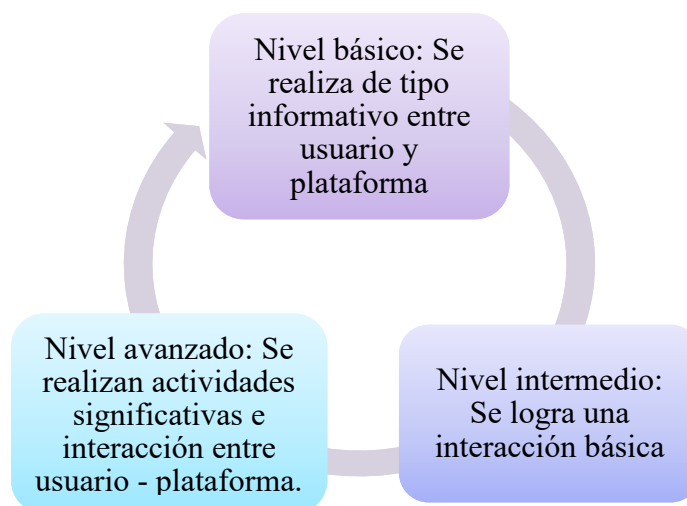 Nivel básico: Se
realiza de tipo
informativo entre
usuario y
plataforma
Nivel intermedio:
Se logra una
interacción básica
Nivel avanzado: Se
realizan actividades
significativas e
interacción entre
usuario - plataforma.